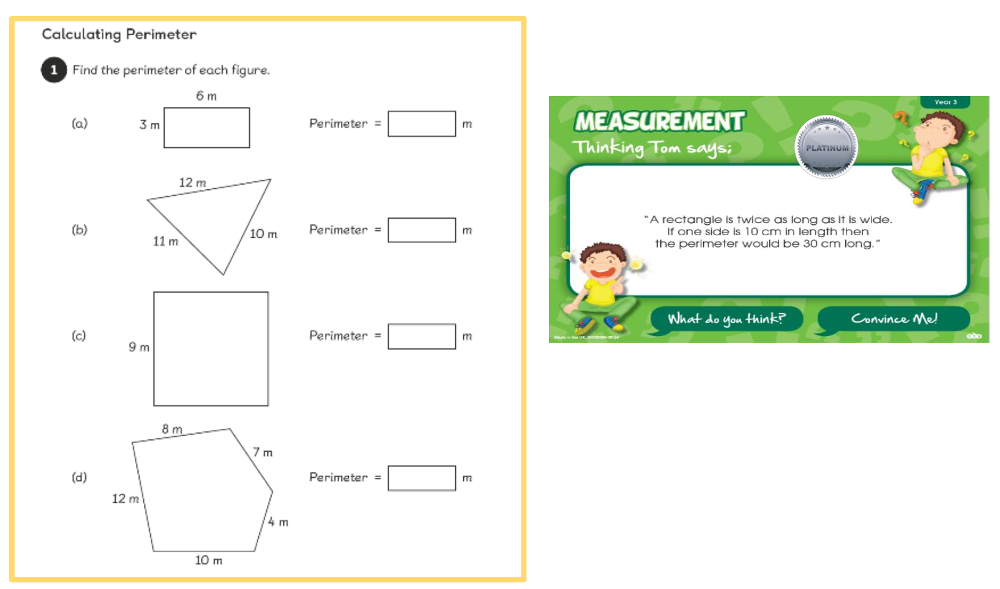 Calculating Perimeter
1 Find the perimeter of each figure.
6 m
(a) 3 m Perimeter = m
12 m
(b) 11 m 10 m Perimeter = m
(c) 9 m Perimeter = m
8 m
7 m
(d) 12 m Perimeter = m
4 m
10 m
Year 3
MEASUREMENT
Thinking Tom says;
PLATINUM
"A rectangle is twice as long as it is wide.
If one side is 10 cm in length then
the perimeter would be 30 cm long."
What do you think?
Convince Me!
Made in the UK.